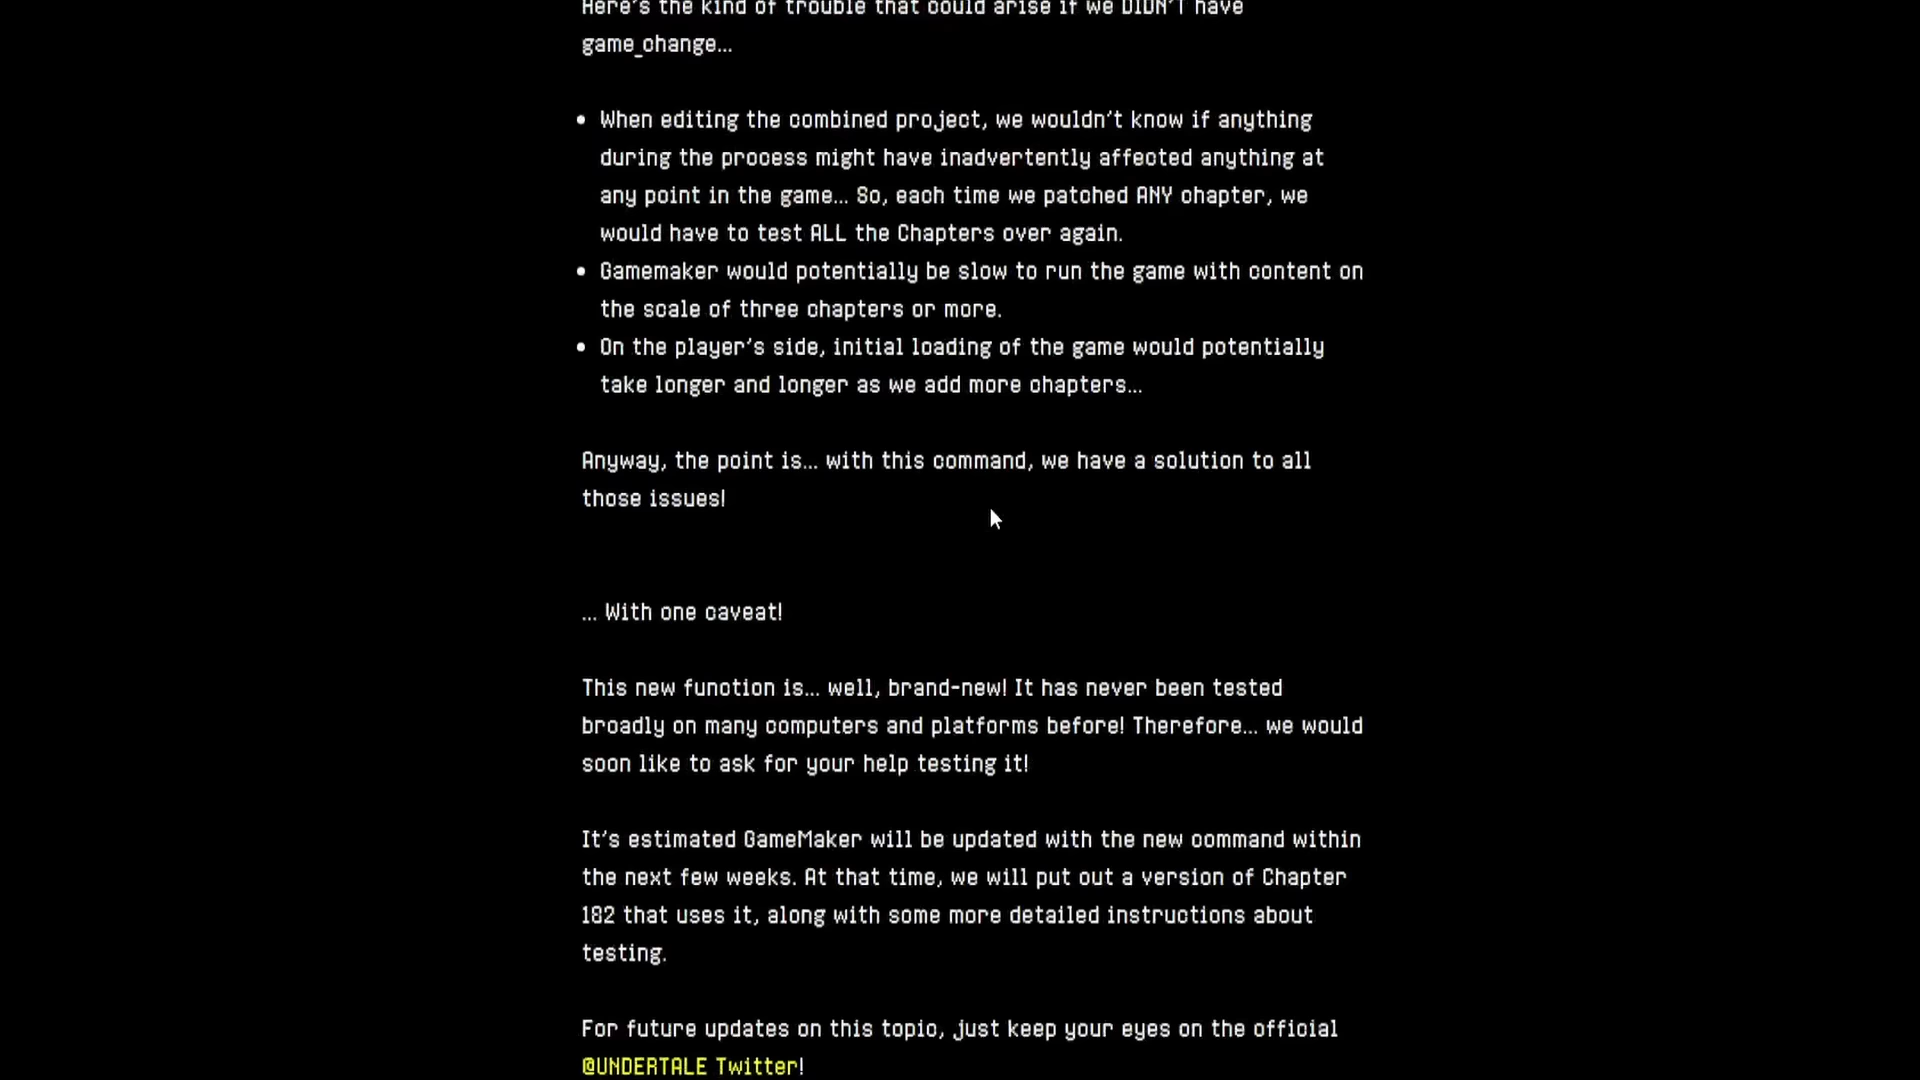 Here's the kind of trouble that could arise if we DIDN'T have
game_change...
• When editing the combined project, we wouldn't know if anything
during the process might have inadvertently affected anything at
any point in the game... So, each time we patched ANY chapter, we
would have to test ALL the Chapters over again.
• Gamemaker would potentially be slow to run the game with content on
the scale of three chapters or more.
• On the player's side, initial loading of the game would potentially
take longer and longer as we add more chapters...
Anyway, the point is... with this command, we have a solution to all
those issues!
... With one caveat!
This new function is... well, brand-new! It has never been tested
broadly on many computers and platforms before! Therefore... we would
soon like to ask for your help testing it!
It's estimated GameMaker will be updated with the new command within
the next few weeks. At that time, we will put out a version of Chapter
1&2 that uses it, along with some more detailed instructions about
testing.
For future updates on this topic, just keep your eyes on the official
@UNDERTALE Twitter!